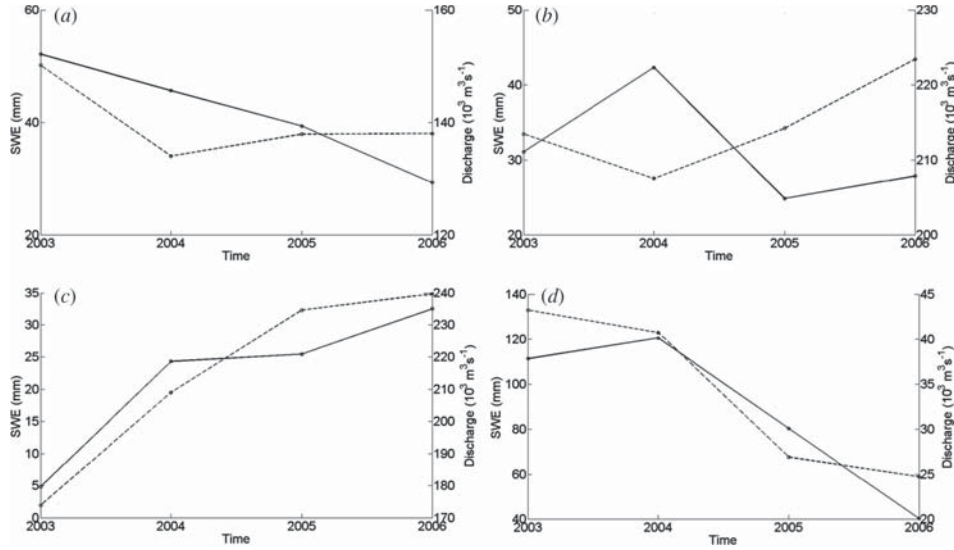 (a)
60
40
20
SWE (mm)
160
140
120
Discharge (10³ m³s⁻¹)
2003 2004 2005 2006
Time
(b)
50
40
30
20
SWE (mm)
230
220
210
200
Discharge (10³ m³s⁻¹)
2003 2004 2005 2006
Time
(c)
35
30
25
20
15
10
5
0
SWE (mm)
240
230
220
210
200
190
180
170
Discharge (10³ m³s⁻¹)
2003 2004 2005 2006
Time
(d)
140
120
100
80
60
40
SWE (mm)
45
40
35
30
25
20
Discharge (10³ m³s⁻¹)
2003 2004 2005 2006
Time